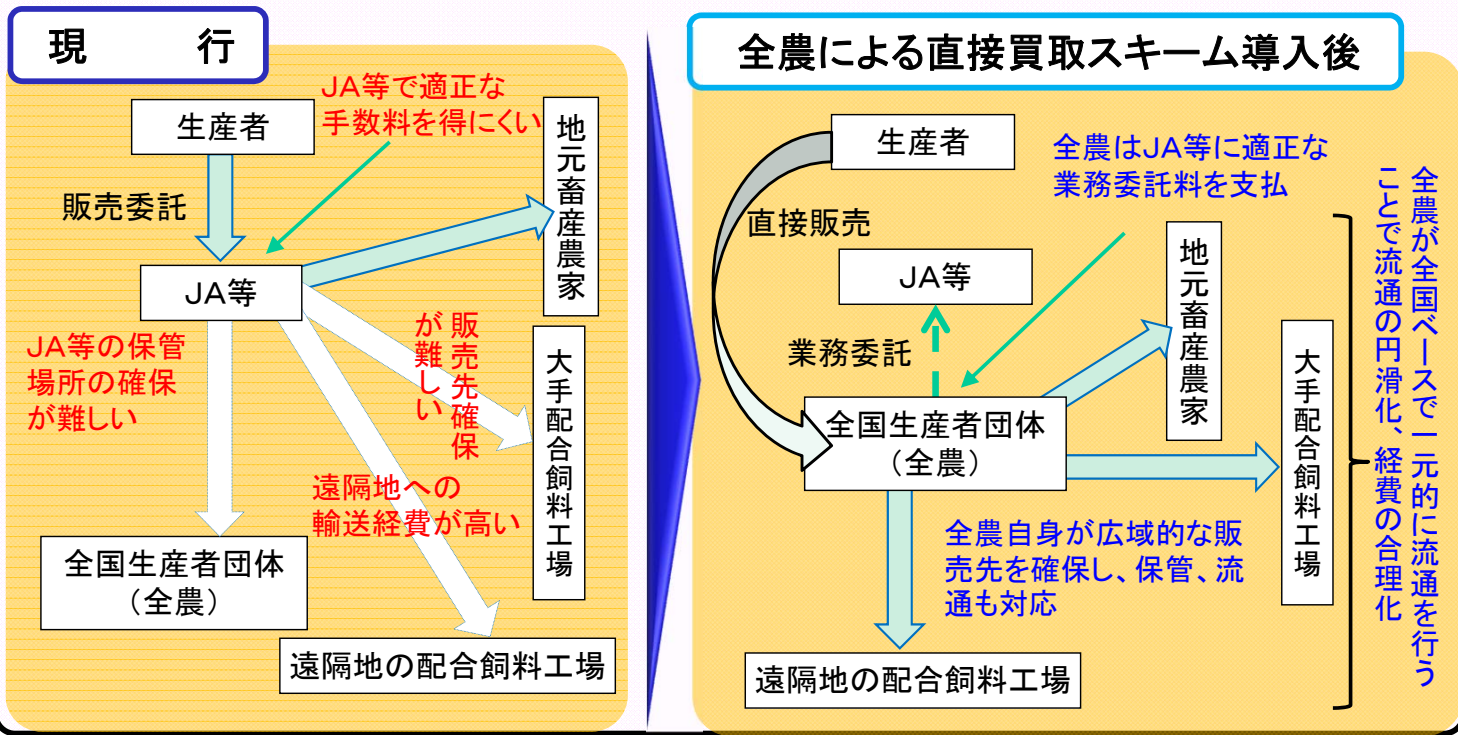 現　　行
JA等で適正な
手数料を得にくい
生産者
販売委託
地元畜産農家
JA等
JA等の保管
場所の確保
が難しい
販売先確保
が難しい
大手配合飼料工場
遠隔地への
輸送経費が高い
全国生産者団体
（全農）
遠隔地の配合飼料工場
全農による直接買取スキーム導入後
生産者
全農はJA等に適正な
業務委託料を支払
直接販売
JA等
地元畜産農家
業務委託
全国生産者団体
（全農）
大手配合飼料工場
全農自身が広域的な販
売先を確保し、保管、流
通も対応
遠隔地の配合飼料工場
全農が全国ベースで一元的に流通を行う
ことで流通の円滑化、経費の合理化